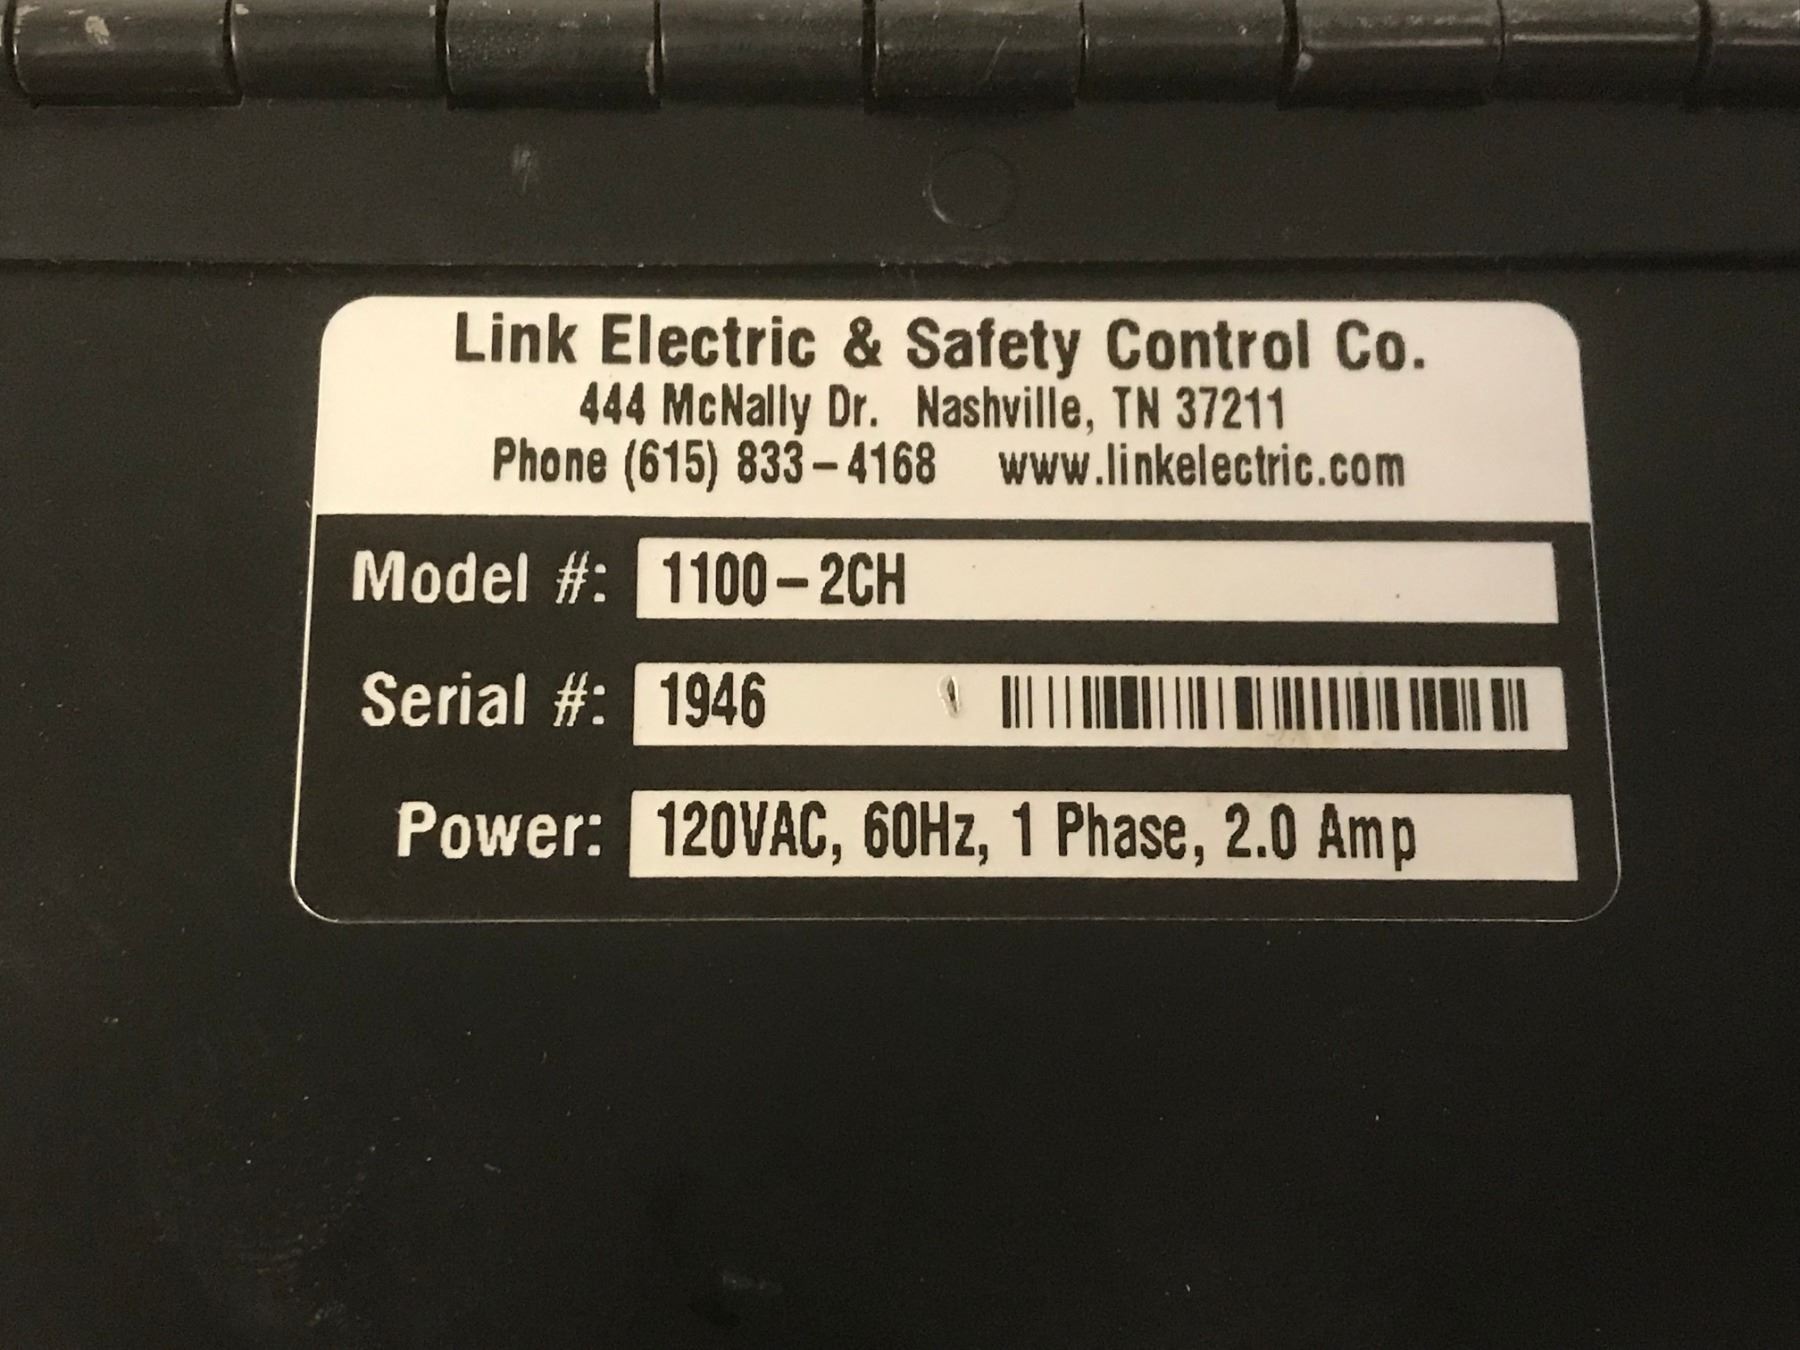 Link Electric & Safety Control Co.
444 McNally Dr. Nashville, TN 37211
Phone (615) 833-4168 www.linkelectric.com
Model #: 1100-2CH
Serial #: 1946
Power: 120VAC, 60Hz, 1 Phase, 2.0 Amp